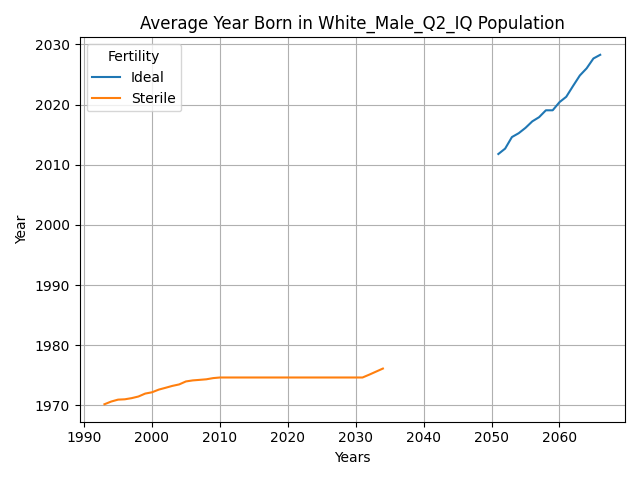 Average Year Born in White_Male_Q2_IQ Population
Fertility
Ideal
Sterile
2030
2020
2010
2000
1990
1980
1970
Year
1990 2000 2010 2020 2030 2040 2050 2060
Years